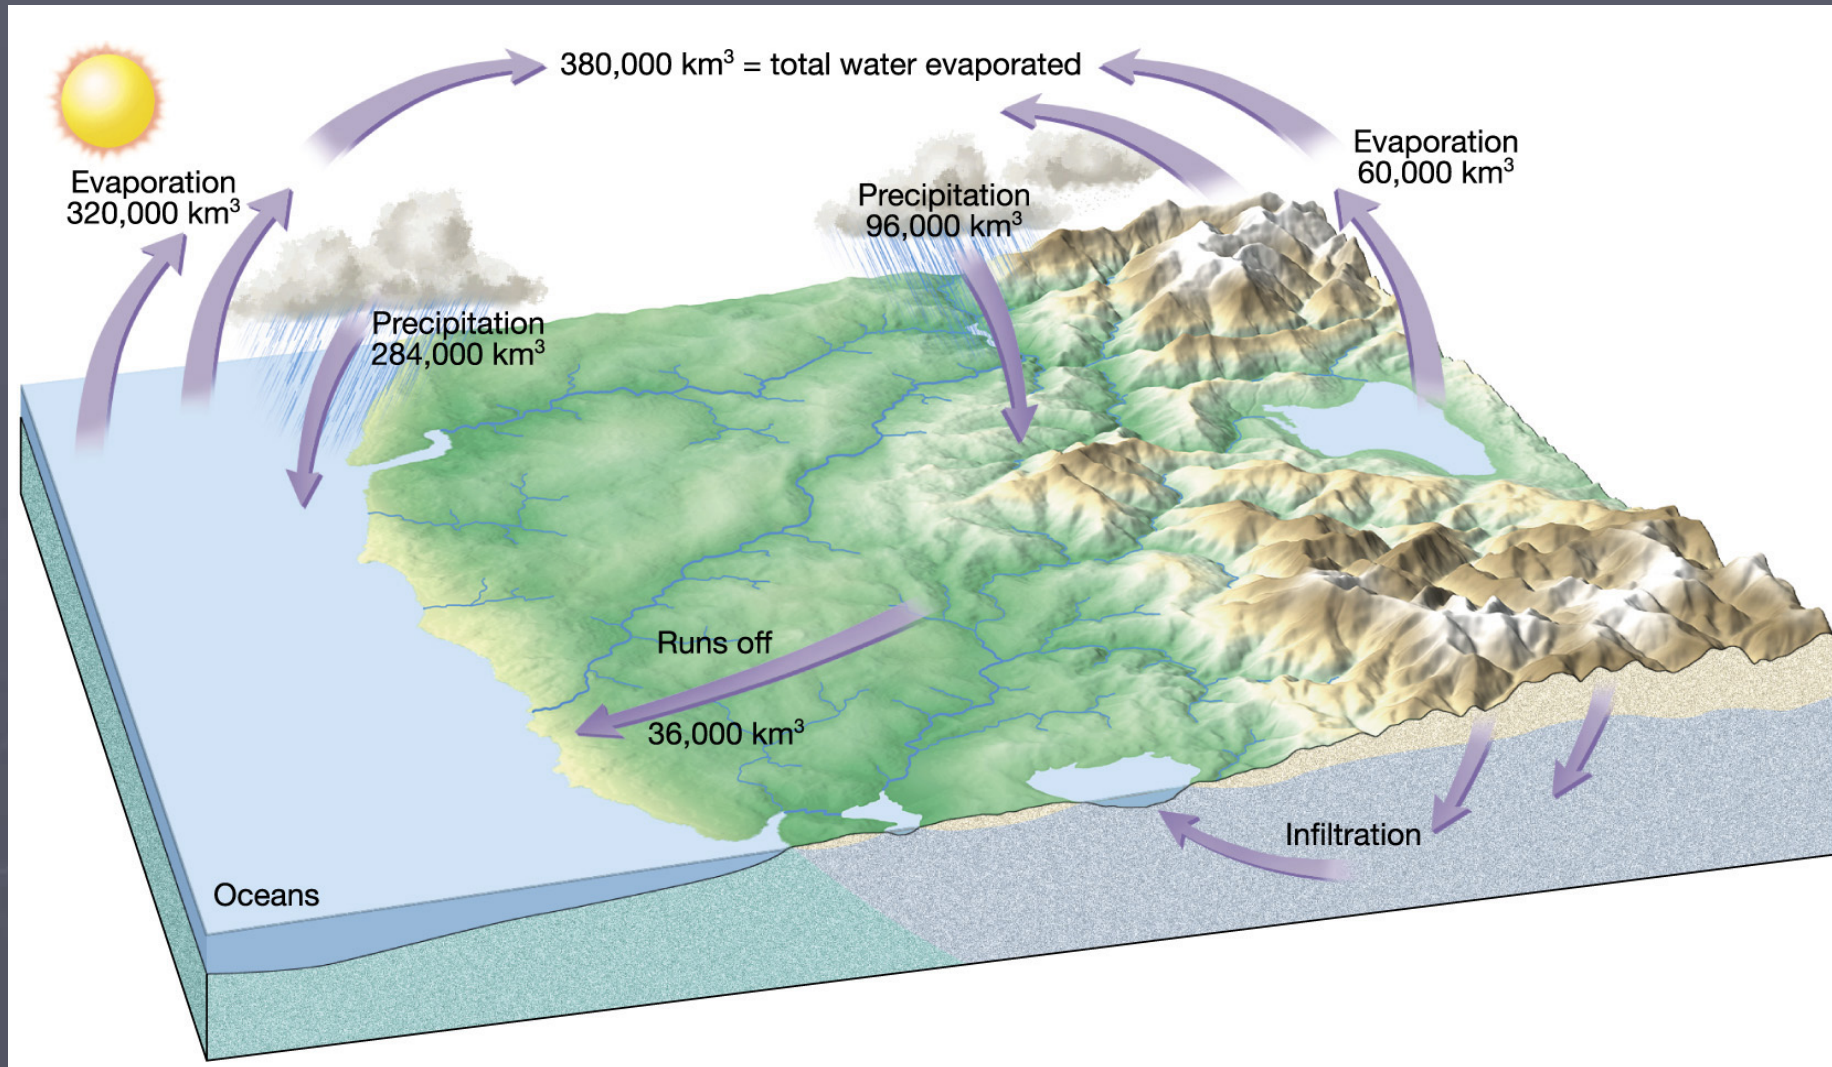 380,000 km³ = total water evaporated
Evaporation
60,000 km³
Evaporation
320,000 km³
Precipitation
96,000 km³
Precipitation
284,000 km³
Runs off
36,000 km³
Infiltration
Oceans